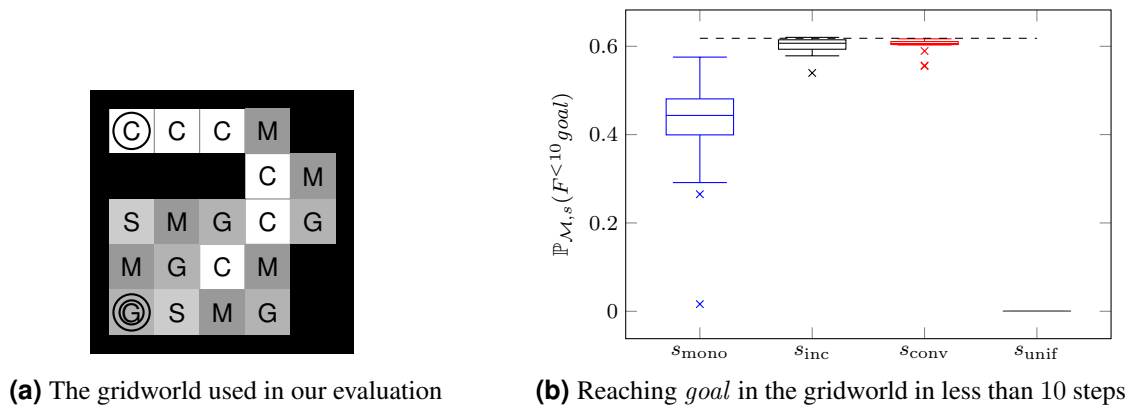 C C C M
C M
S M G C G
M G C M
G S M G
0.6
0.4
0.2
0
ℙ_{ℳ,s}(F^{<10} goal)
s_mono s_inc s_conv s_unif
(a) The gridworld used in our evaluation
(b) Reaching goal in the gridworld in less than 10 steps